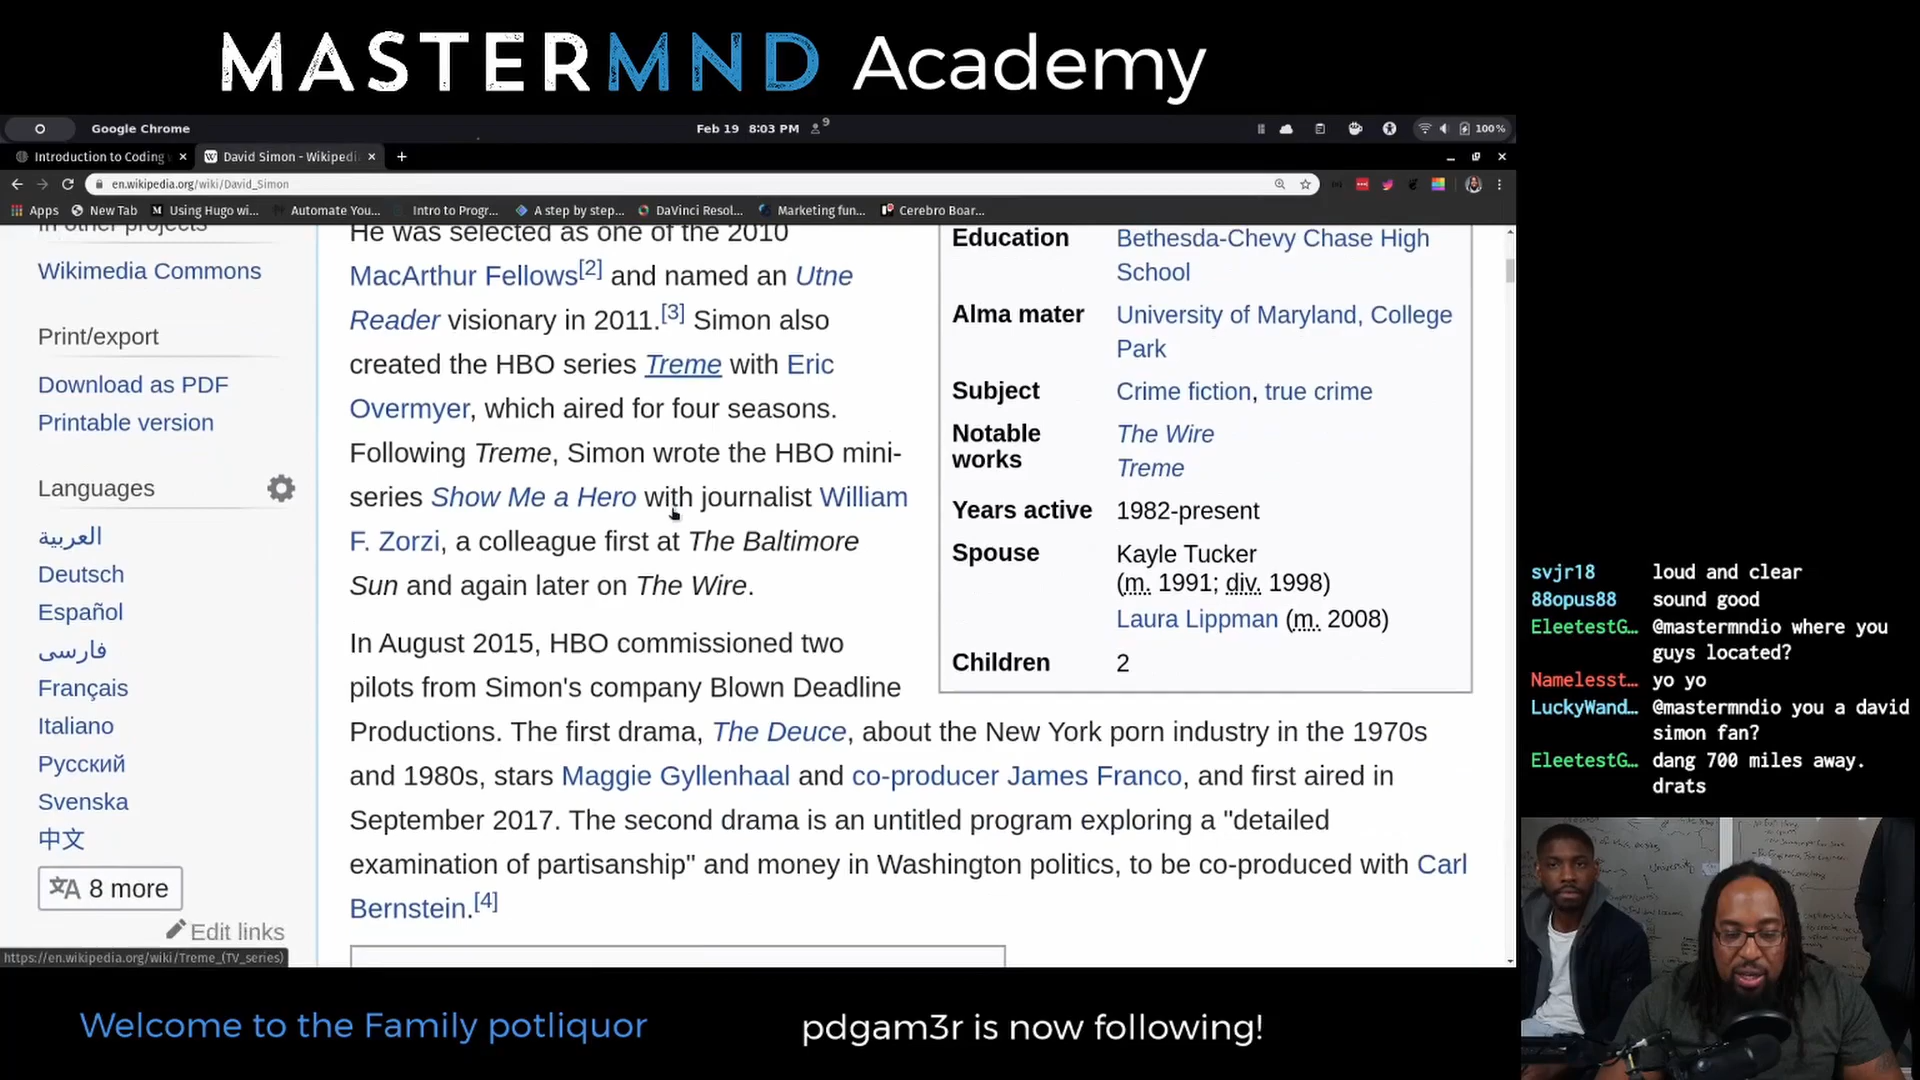 MASTERMND Academy
Google Chrome
Feb 19 8:03 PM
9
100%
Introduction to Coding
David Simon - Wikipedi
en.wikipedia.org/wiki/David_Simon
Apps
New Tab
Using Hugo wi...
Automate You...
Intro to Progr...
A step by step...
DaVinci Resol...
Marketing fun...
Cerebro Boar...
In other projects
Wikimedia Commons
Print/export
Download as PDF
Printable version
Languages
العربية
Deutsch
Español
فارسی
Français
Italiano
Русский
Svenska
中文
8 more
Edit links
https://en.wikipedia.org/wiki/Treme_(TV_series)
He was selected as one of the 2010
MacArthur Fellows[2] and named an Utne
Reader visionary in 2011.[3] Simon also
created the HBO series Treme with Eric
Overmyer, which aired for four seasons.
Following Treme, Simon wrote the HBO mini-
series Show Me a Hero with journalist William
F. Zorzi, a colleague first at The Baltimore
Sun and again later on The Wire.
In August 2015, HBO commissioned two
pilots from Simon's company Blown Deadline
Productions. The first drama, The Deuce, about the New York porn industry in the 1970s
and 1980s, stars Maggie Gyllenhaal and co-producer James Franco, and first aired in
September 2017. The second drama is an untitled program exploring a "detailed
examination of partisanship" and money in Washington politics, to be co-produced with Carl
Bernstein.[4]
Education Bethesda-Chevy Chase High
School
Alma mater University of Maryland, College
Park
Subject Crime fiction, true crime
Notable
works
The Wire
Treme
Years active 1982-present
Spouse Kayle Tucker
(m. 1991; div. 1998)
Laura Lippman (m. 2008)
Children 2
svjr18 loud and clear
88opus88 sound good
EleetestG... @mastermndio where you
guys located?
Namelesst... yo yo
LuckyWand... @mastermndio you a david
simon fan?
EleetestG... dang 700 miles away.
drats
Welcome to the Family potliquor
pdgam3r is now following!